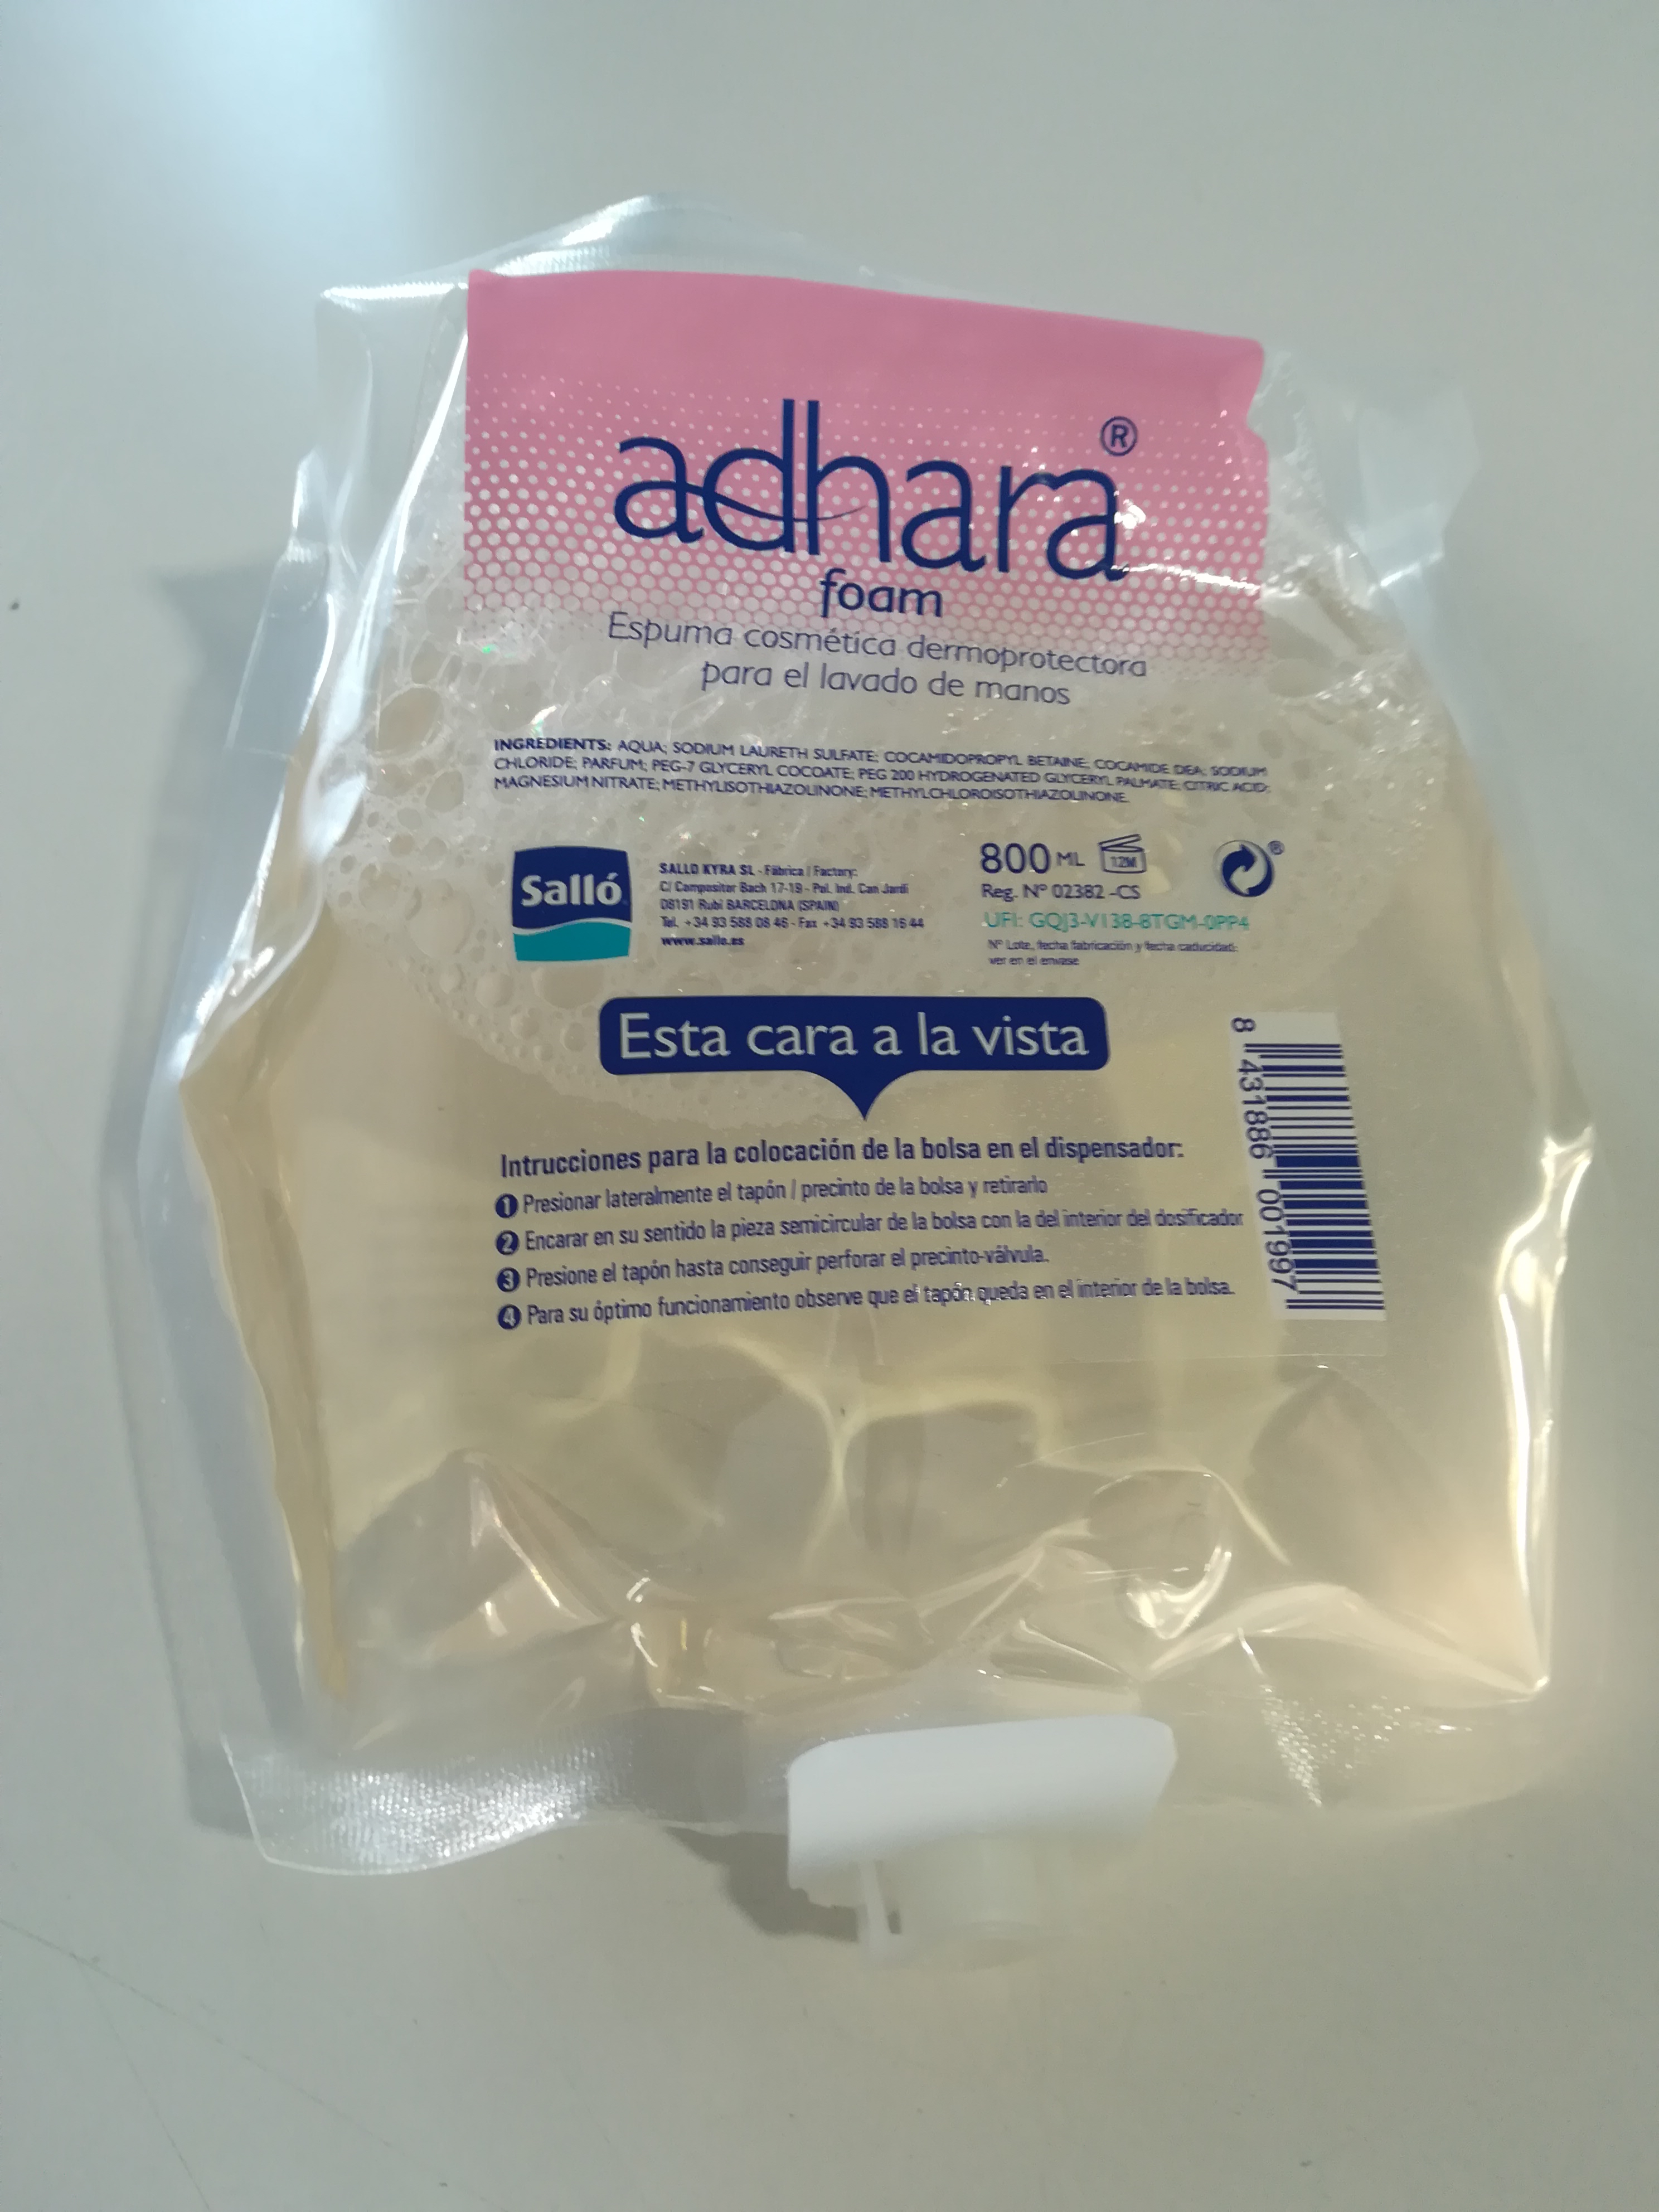 adhara®
foam
Espuma cosmética dermoprotectora
para el lavado de manos
INGREDIENTS: AQUA; SODIUM LAURETH SULFATE; COCAMIDOPROPYL BETAINE; COCAMIDE DEA; SODIUM
CHLORIDE; PARFUM; PEG-7 GLYCERYL COCOATE; PEG 200 HYDROGENATED GLYCERYL PALMATE; CITRIC ACID;
MAGNESIUM NITRATE; METHYLISOTHIAZOLINONE; METHYLCHLOROISOTHIAZOLINONE.
Salló
SALLO KYRA SL - Fábrica / Factory:
C/ Compositor Bach 17-19 - Pol. Ind. Can Jardí
08191 Rubí BARCELONA (SPAIN)
Tel. +34 93 588 08 46 - Fax +34 93 588 16 44
www.sallo.es
800 ML
12M
®
Reg. Nº 02382 -CS
UFI: GQJ3-V138-8TGM-0PP4
Nº Lote, fecha fabricación y fecha caducidad:
ver en el envase
Esta cara a la vista
Intrucciones para la colocación de la bolsa en el dispensador:
1 Presionar lateralmente el tapón / precinto de la bolsa y retirarlo
2 Encarar en su sentido la pieza semicircular de la bolsa con la del interior del dosificador
3 Presione el tapón hasta conseguir perforar el precinto-válvula.
4 Para su óptimo funcionamiento observe que el tapón queda en el interior de la bolsa.
8 431886 001997